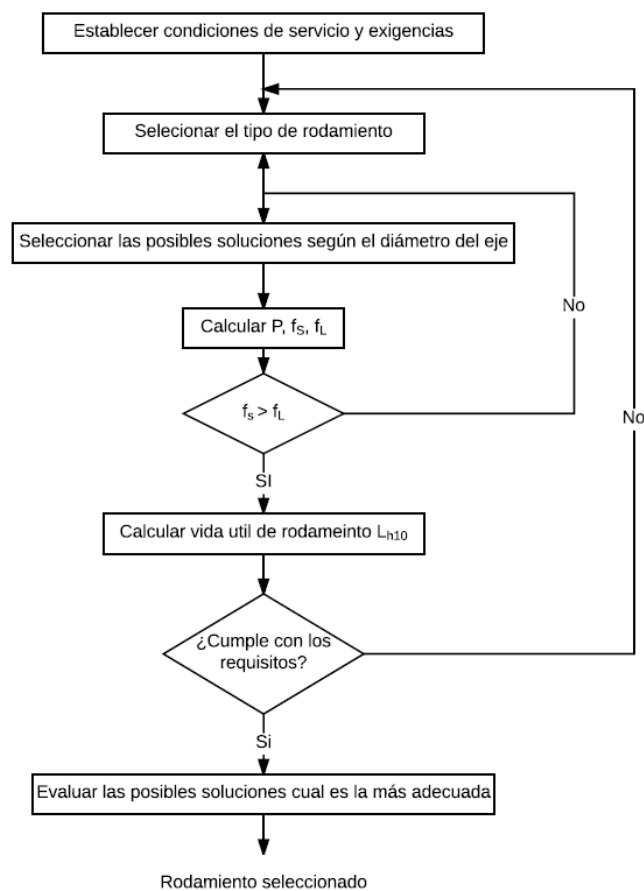 Establecer condiciones de servicio y exigencias
Selecionar el tipo de rodamiento
Seleccionar las posibles soluciones según el diámetro del eje
No
Calcular P, fS, fL
fs > fL
No
SI
Calcular vida util de rodameinto Lh10
¿Cumple con los
requisitos?
Si
Evaluar las posibles soluciones cual es la más adecuada
Rodamiento seleccionado